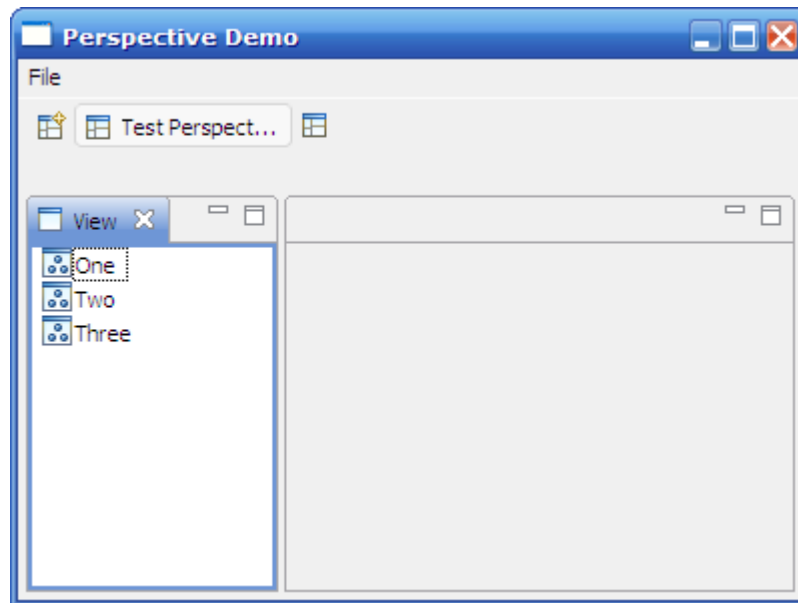 Perspective Demo
File
Test Perspect...
View
One
Two
Three